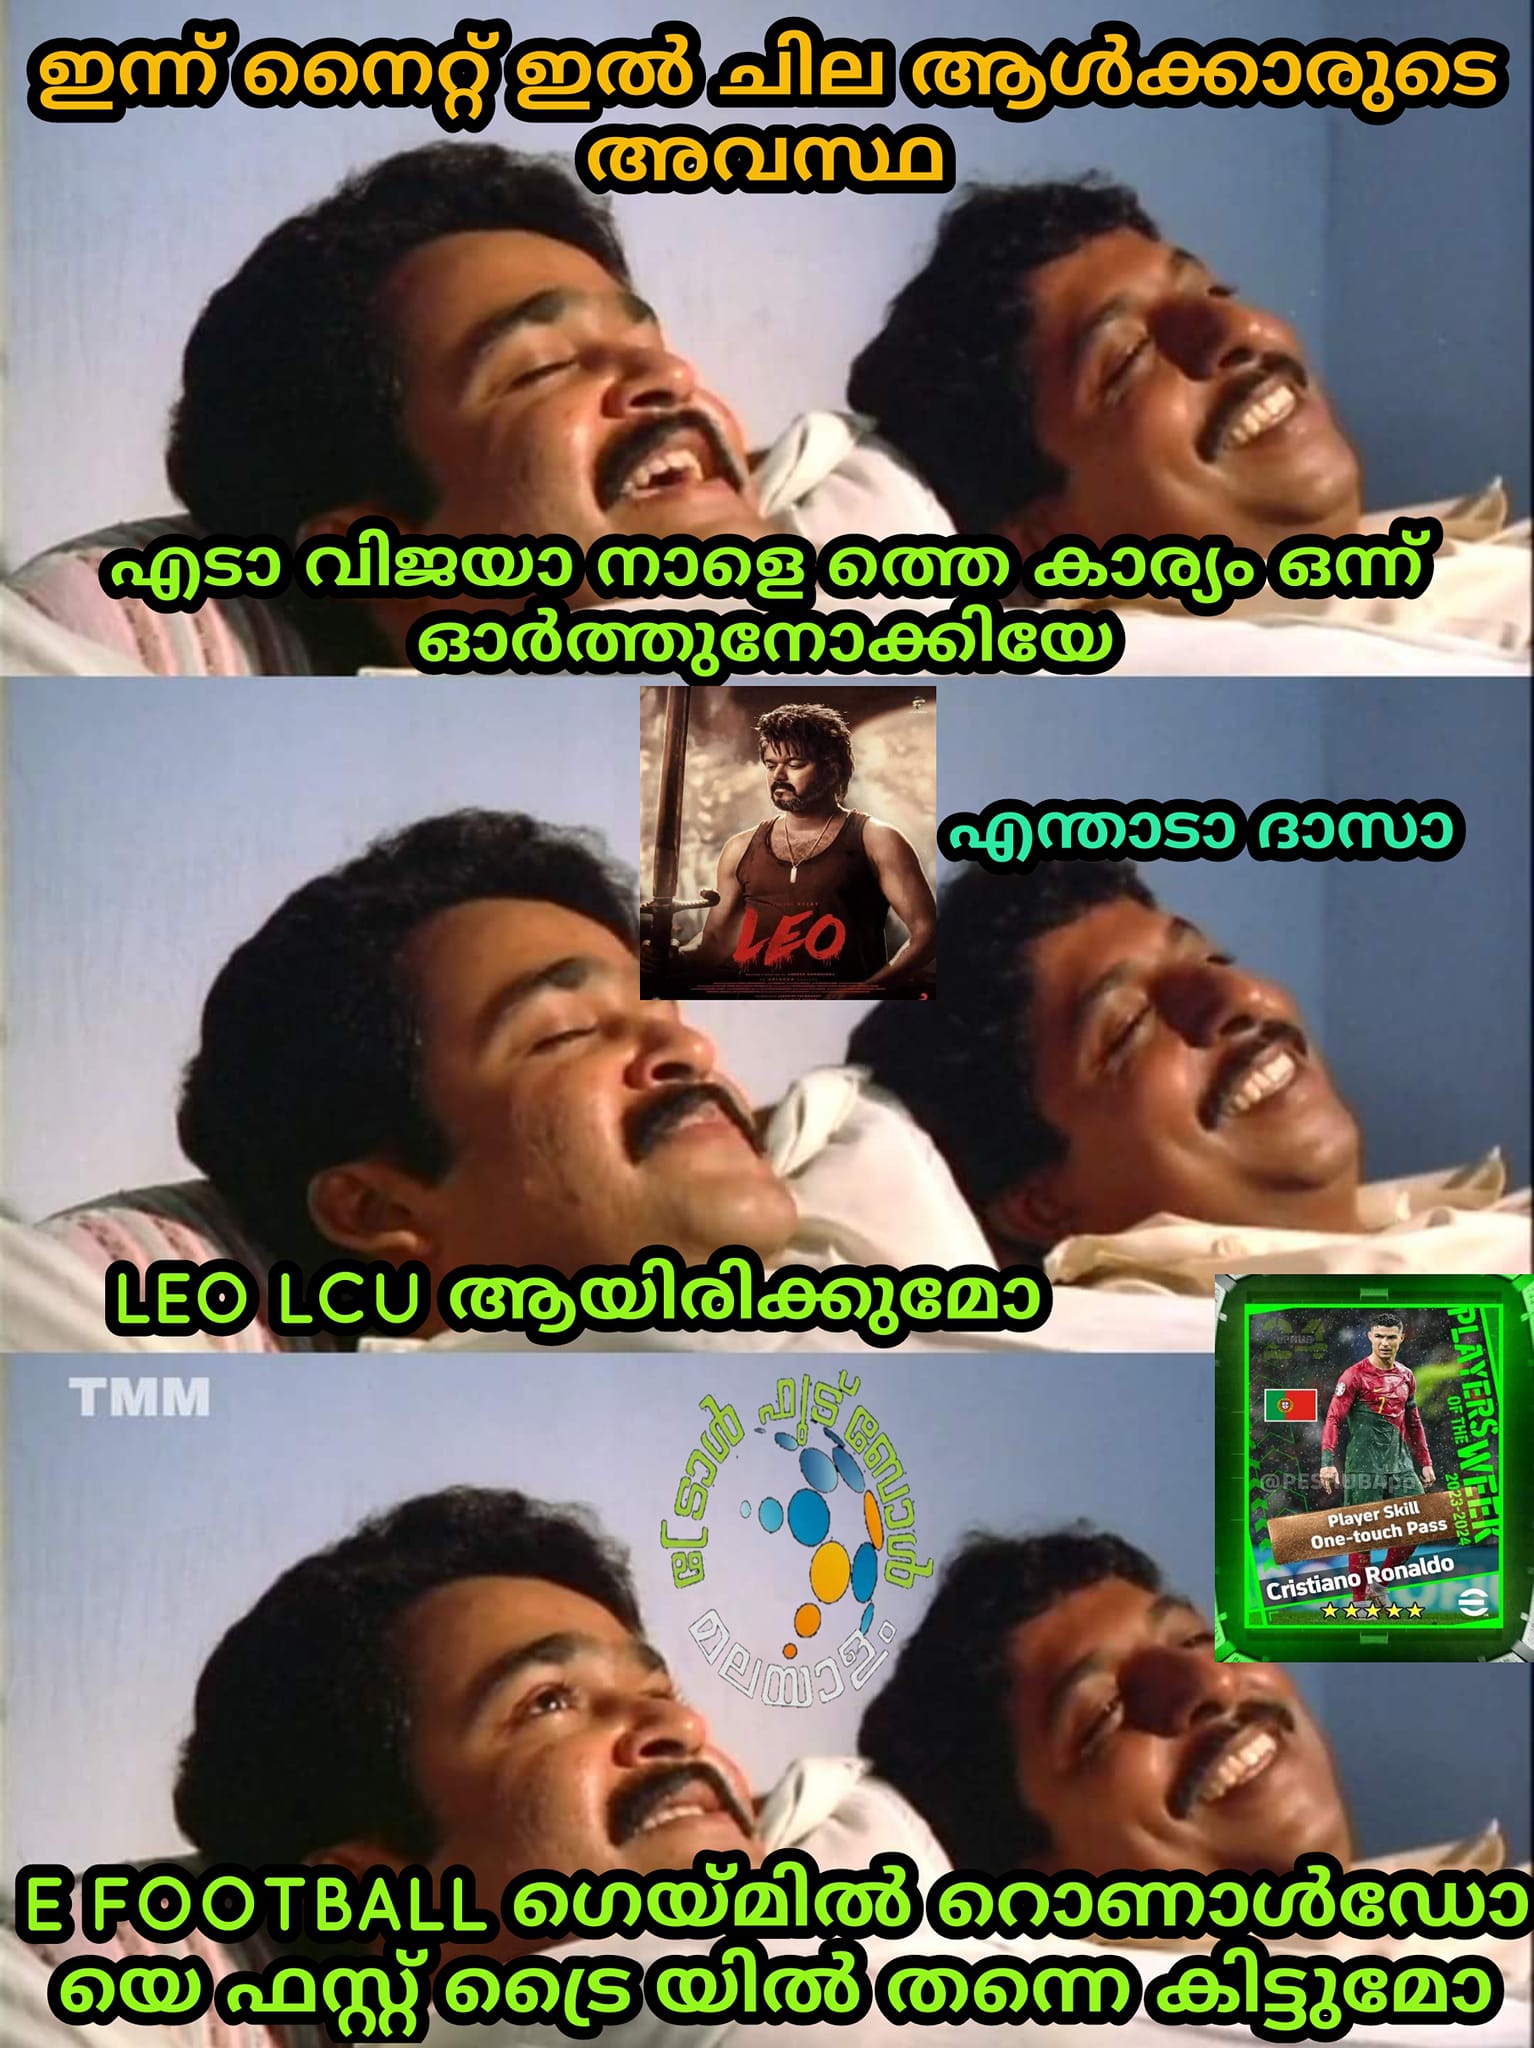 ഇന്ന് നൈറ്റ് ഇൽ ചില ആൾക്കാരുടെ
അവസ്ഥ
എടാ വിജയാ നാളെ ത്തെ കാര്യം ഒന്ന്
ഓർത്തുനോക്കിയേ
LEO
എന്താടാ ദാസാ
LEO LCU ആയിരിക്കുമോ
TMM
ട്രോൾ ഫുട്ബോൾ
മലയാളം
PLAYERS
OF THE WEEK
2023-2024
@PESHUBApp
Player Skill
One-touch Pass
Cristiano Ronaldo
E FOOTBALL ഗെയ്മിൽ റൊണാൾഡോ
യെ ഫസ്റ്റ് ട്രൈ യിൽ തന്നെ കിട്ടുമോ